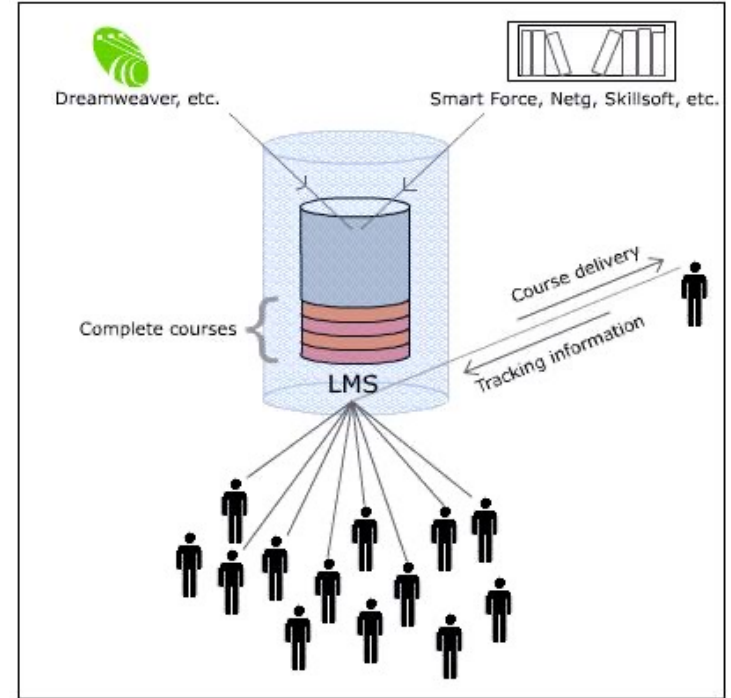 Dreamweaver, etc.
Smart Force, Netg, Skillsoft, etc.
Course delivery
Tracking information
Complete courses
LMS